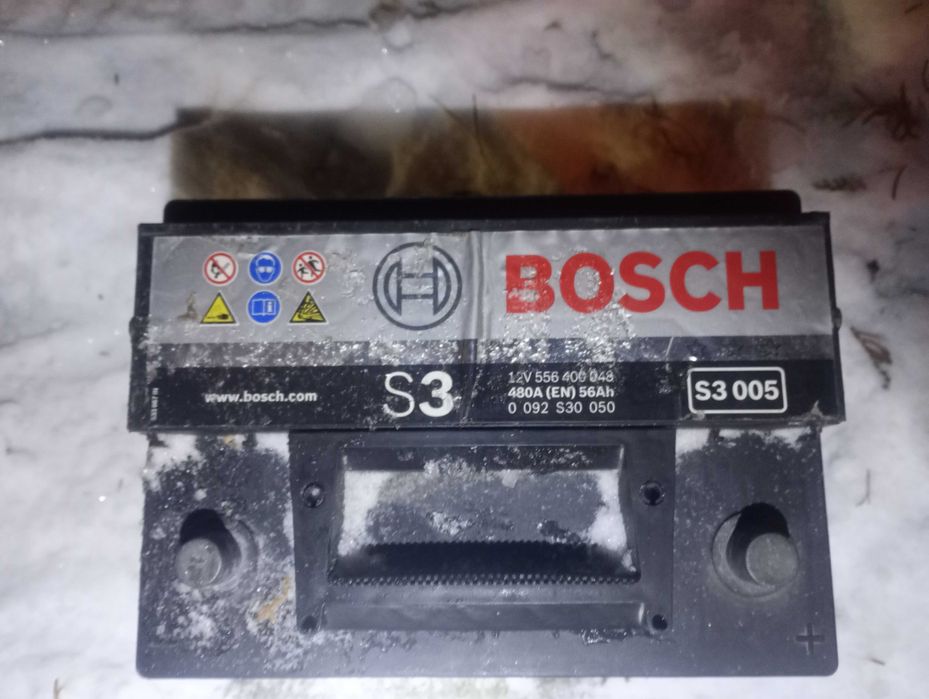 BOSCH
www.bosch.com
S3
12V 556 400 048
480A (EN) 56Ah
0 092 S30 050
S3 005
+